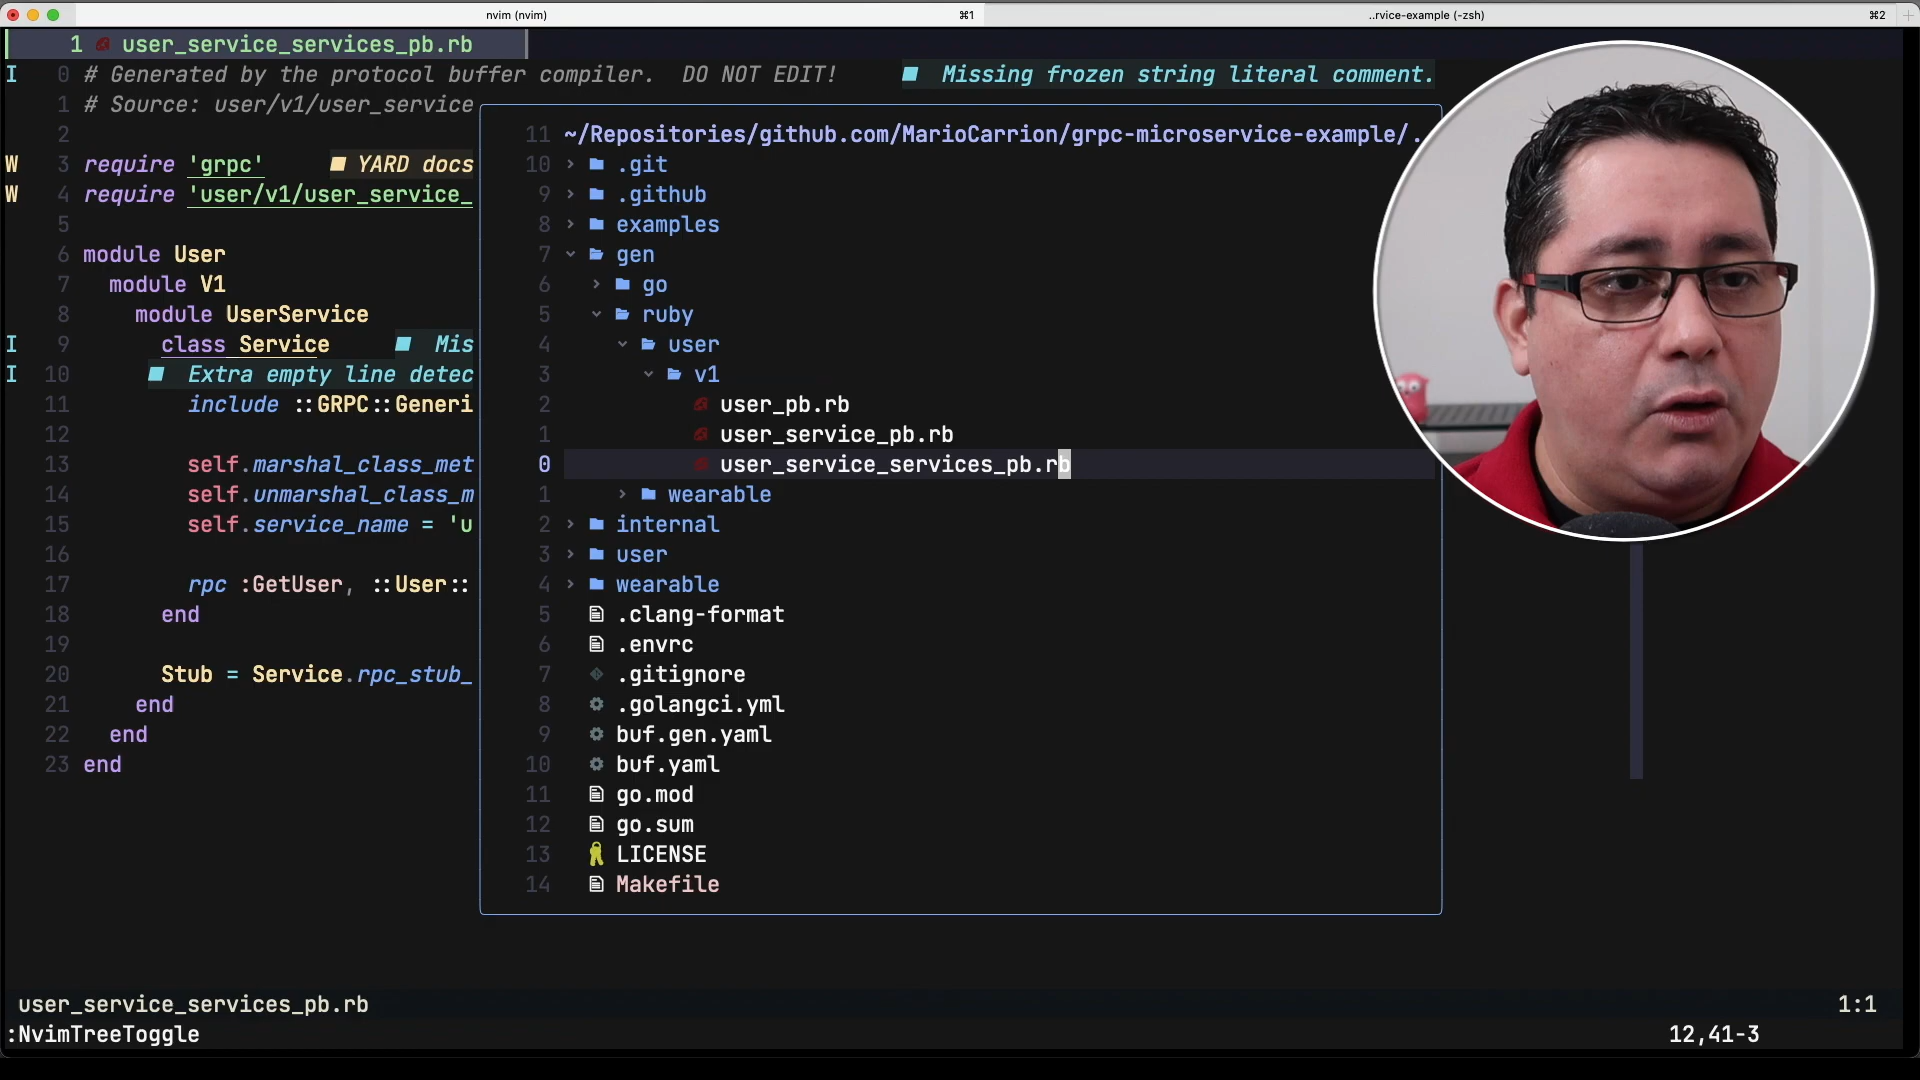 nvim (nvim) ⌘1 ..rvice-example (-zsh) ⌘2
1 user_service_services_pb.rb
I 0 # Generated by the protocol buffer compiler. DO NOT EDIT! ■ Missing frozen string literal comment.
1 # Source: user/v1/user_service
2
W 3 require 'grpc' ■ YARD docs
W 4 require 'user/v1/user_service_
5
6 module User
7 module V1
8 module UserService
I 9 class Service ■ Mis
I 10 ■ Extra empty line detec
11 include ::GRPC::Generi
12
13 self.marshal_class_met
14 self.unmarshal_class_m
15 self.service_name = 'u
16
17 rpc :GetUser, ::User::
18 end
19
20 Stub = Service.rpc_stub_
21 end
22 end
23 end
11 ~/Repositories/github.com/MarioCarrion/grpc-microservice-example/..
10 .git
9 .github
8 examples
7 gen
6 go
5 ruby
4 user
3 v1
2 user_pb.rb
1 user_service_pb.rb
0 user_service_services_pb.rb
1 wearable
2 internal
3 user
4 wearable
5 .clang-format
6 .envrc
7 .gitignore
8 .golangci.yml
9 buf.gen.yaml
10 buf.yaml
11 go.mod
12 go.sum
13 LICENSE
14 Makefile
user_service_services_pb.rb 1:1
:NvimTreeToggle 12,41-3